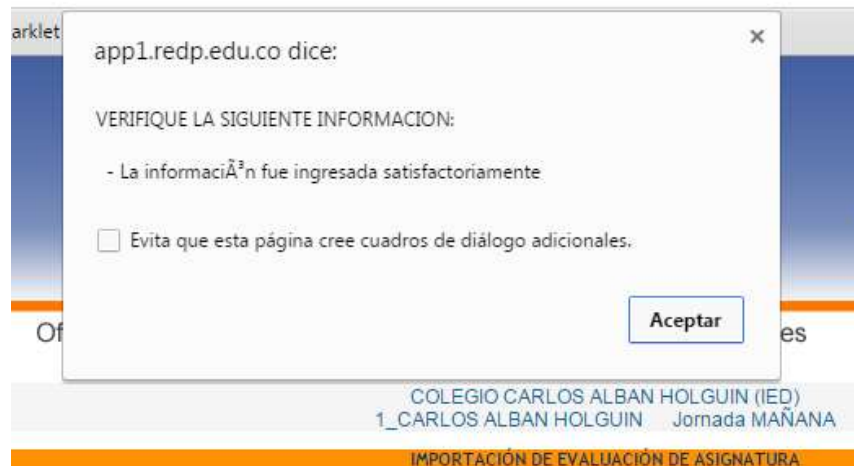 arklet
app1.redp.edu.co dice:
VERIFIQUE LA SIGUIENTE INFORMACION:
- La informaciÃ³n fue ingresada satisfactoriamente
Evita que esta página cree cuadros de diálogo adicionales.
Aceptar
Of es
COLEGIO CARLOS ALBAN HOLGUIN (IED)
1_CARLOS ALBAN HOLGUIN Jornada MAÑANA
IMPORTACIÓN DE EVALUACIÓN DE ASIGNATURA